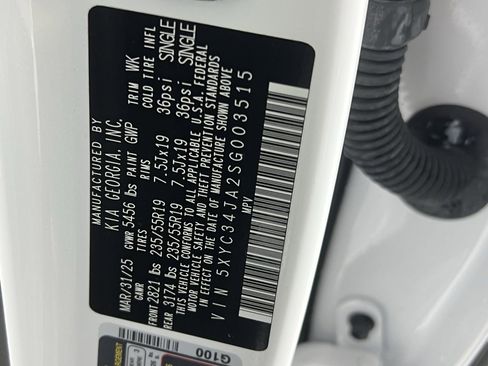 MANUFACTURED BY
KIA GEORGIA, INC.
MAR/31/25 GVWR 5456 lbs PAINT GWP TRIM WK
GAWR TIRES RIMS COLD TIRE INFL
FRONT 2821 lbs 235/55R19 7.5Jx19 36psi SINGLE
REAR 3174 lbs 235/55R19 7.5Jx19 36psi SINGLE
THIS VEHICLE CONFORMS TO ALL APPLICABLE U.S.A. FEDERAL
MOTOR VEHICLE SAFETY AND THEFT PREVENTION STANDARDS
IN EFFECT ON THE DATE OF MANUFACTURE SHOWN ABOVE
VIN 5XYC34JA2SG003515
MPV
G100